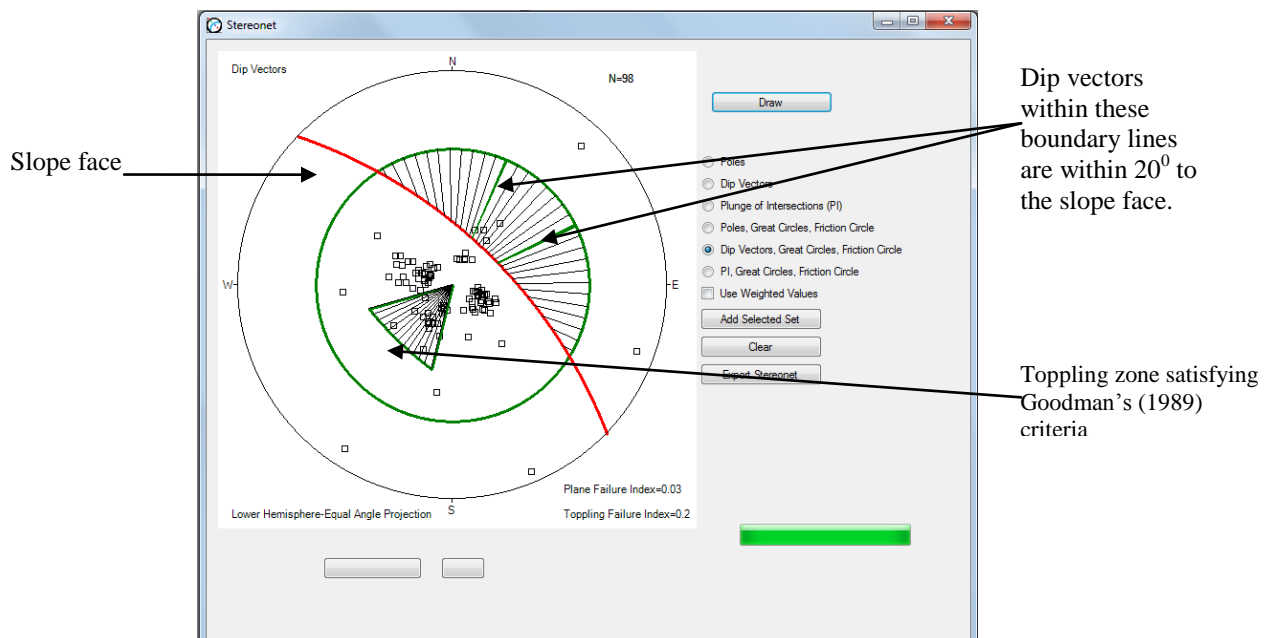 Stereonet
Dip Vectors
N
N=98
W
E
S
Plane Failure Index=0.03
Lower Hemisphere-Equal Angle Projection
Toppling Failure Index=0.2
Draw
Poles
Dip Vectors
Plunge of Intersections (PI)
Poles, Great Circles, Friction Circle
Dip Vectors, Great Circles, Friction Circle
PI, Great Circles, Friction Circle
Use Weighted Values
Add Selected Set
Clear
Export Stereonet
Slope face
Dip vectors
within these
boundary lines
are within 20⁰ to
the slope face.
Toppling zone satisfying
Goodman’s (1989)
criteria